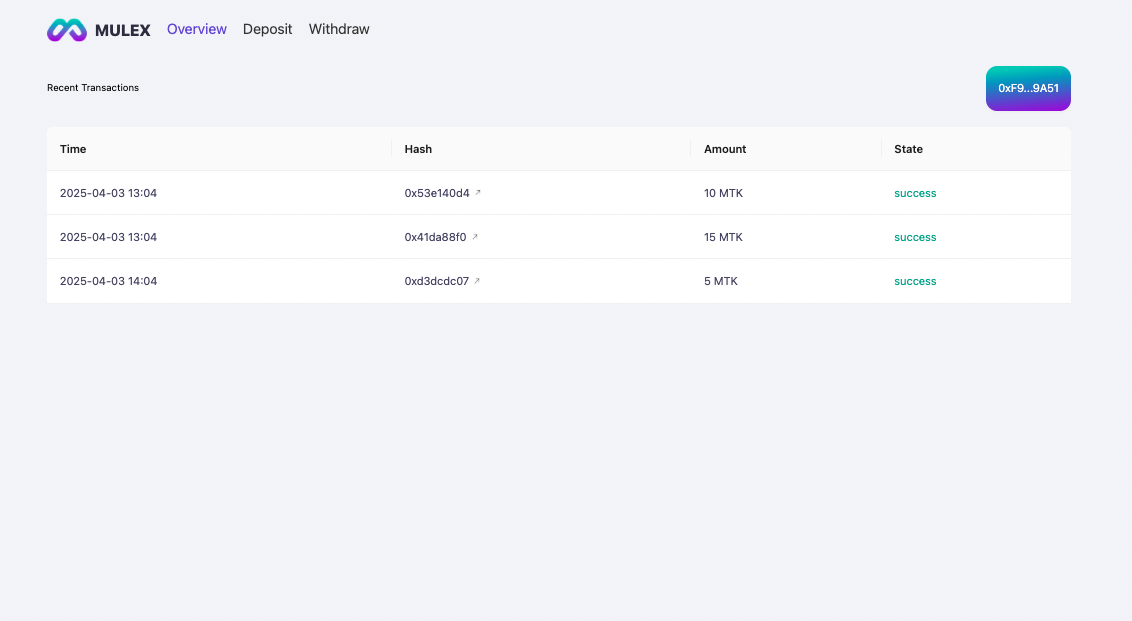 MULEX Overview Deposit Withdraw
Recent Transactions 0xF9...9A51
Time Hash Amount State
2025-04-03 13:04 0x53e140d4 ↗ 10 MTK success
2025-04-03 13:04 0x41da88f0 ↗ 15 MTK success
2025-04-03 14:04 0xd3dcdc07 ↗ 5 MTK success